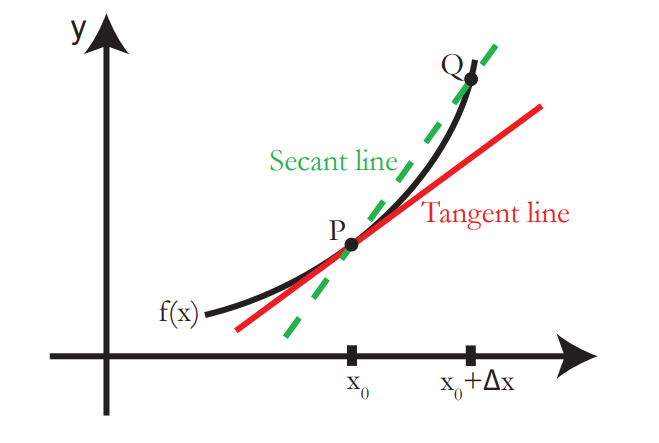 y
Q
Secant line
Tangent line
P
f(x)
x₀
x₀+Δx